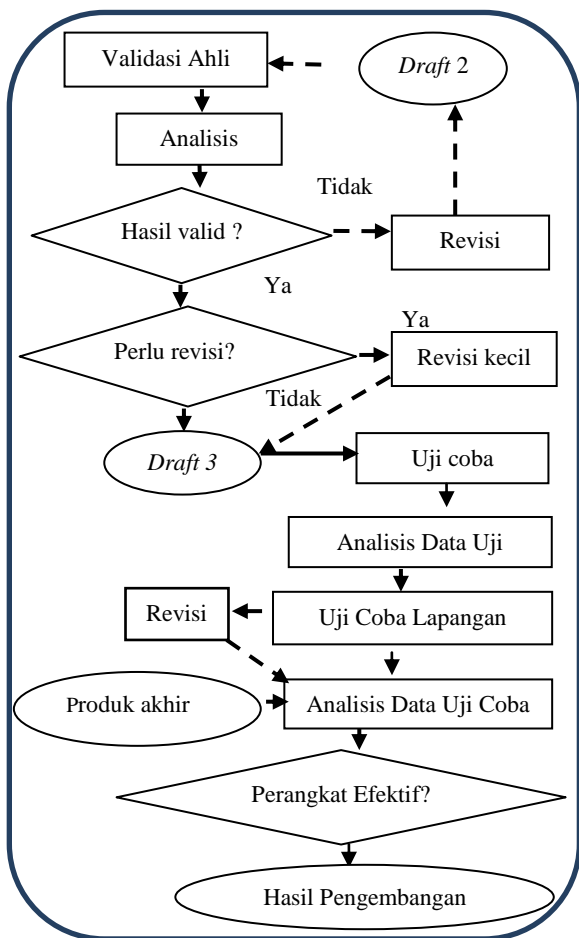 Validasi Ahli
Draft 2
Analisis
Tidak
Hasil valid ?
Revisi
Ya
Ya
Perlu revisi?
Revisi kecil
Tidak
Draft 3
Uji coba
Analisis Data Uji
Revisi
Uji Coba Lapangan
Produk akhir
Analisis Data Uji Coba
Perangkat Efektif?
Hasil Pengembangan